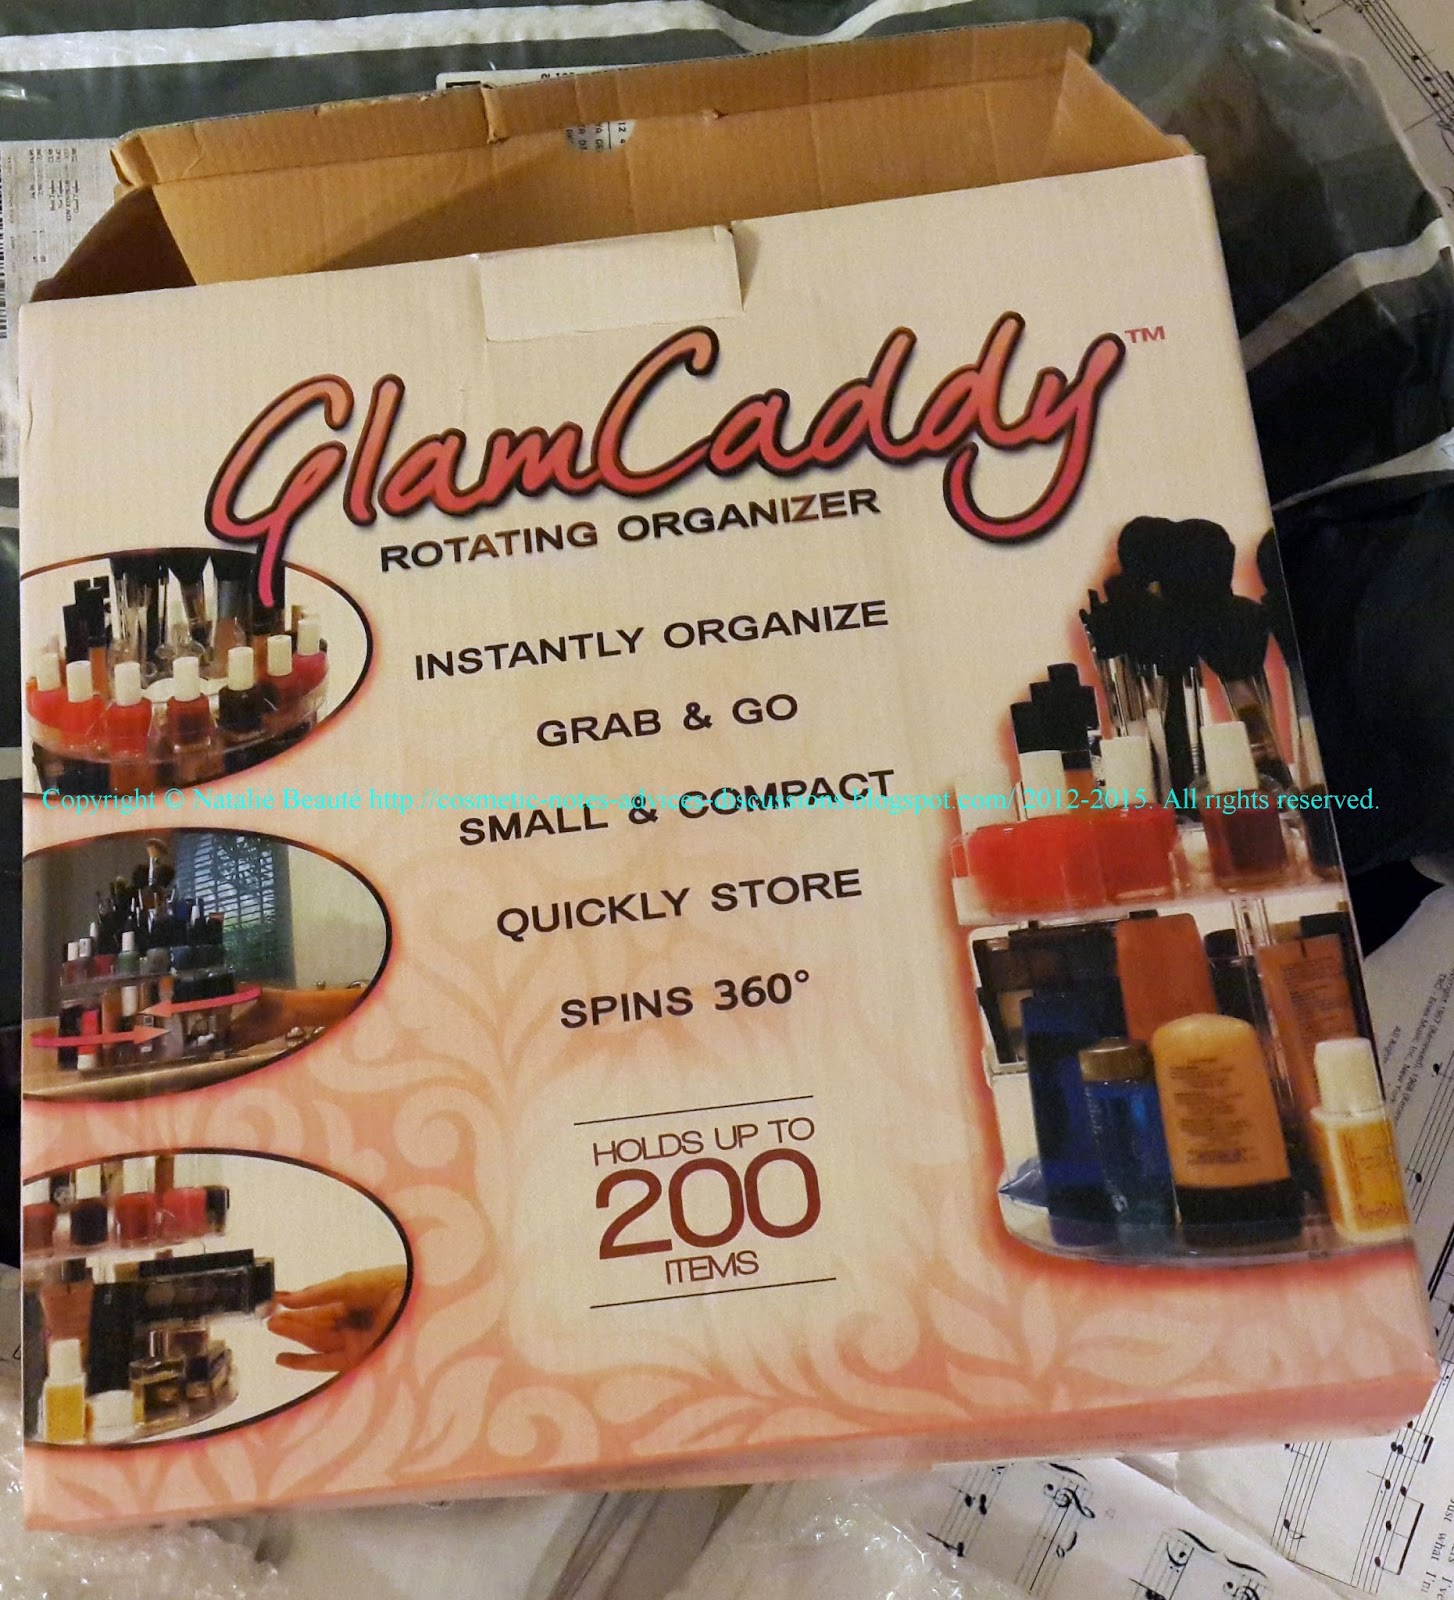 GlamCaddy™
ROTATING ORGANIZER
INSTANTLY ORGANIZE
GRAB & GO
SMALL & COMPACT
Copyright © Natalié Beauté http://cosmetic-notes-advices-discussions.blogspot.com/ 2012-2015. All rights reserved.
QUICKLY STORE
SPINS 360°
HOLDS UP TO
200
ITEMS